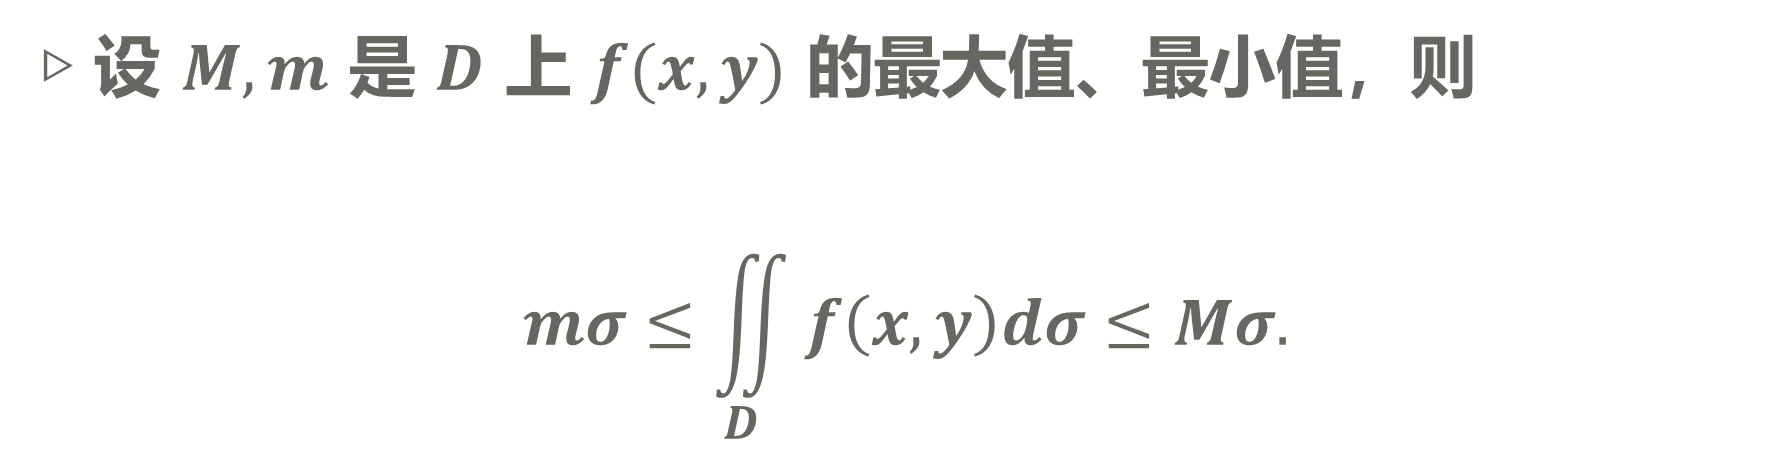 ▷ 设 M, m 是 D 上 f(x, y) 的最大值、最小值，则
mσ ≤ ∬_D f(x, y)dσ ≤ Mσ.